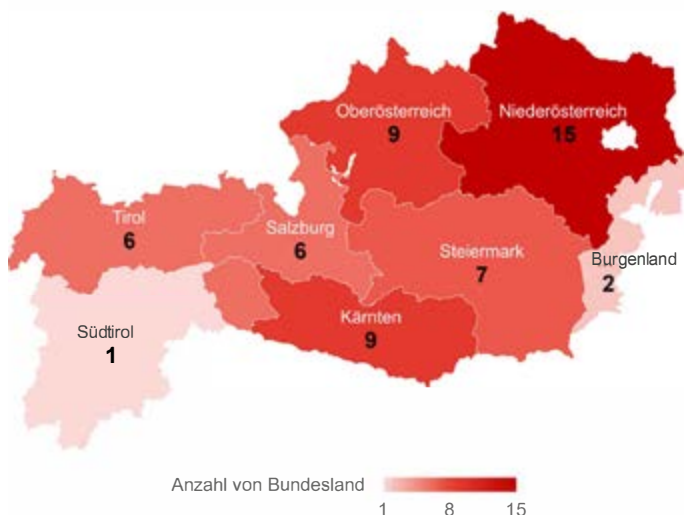 Oberösterreich
9
Niederösterreich
15
Tirol
6
Salzburg
6
Steiermark
7
Burgenland
2
Südtirol
1
Kärnten
9
Anzahl von Bundesland
1 8 15